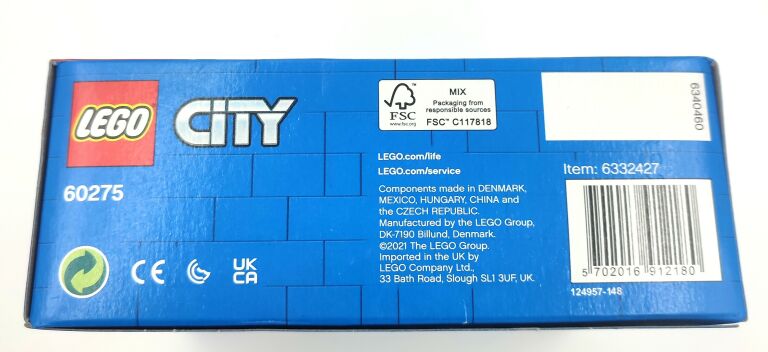 LEGO
CITY
60275
UK
CA
FSC
www.fsc.org
MIX
Packaging from
responsible sources
FSC™ C117818
LEGO.com/life
LEGO.com/service
Components made in DENMARK,
MEXICO, HUNGARY, CHINA and
the CZECH REPUBLIC.
Manufactured by the LEGO Group,
DK-7190 Billund, Denmark.
©2021 The LEGO Group.
Imported in the UK by
LEGO Company Ltd.,
33 Bath Road, Slough SL1 3UF, UK.
6340460
Item: 6332427
5 702016 912180
124957-148
CE